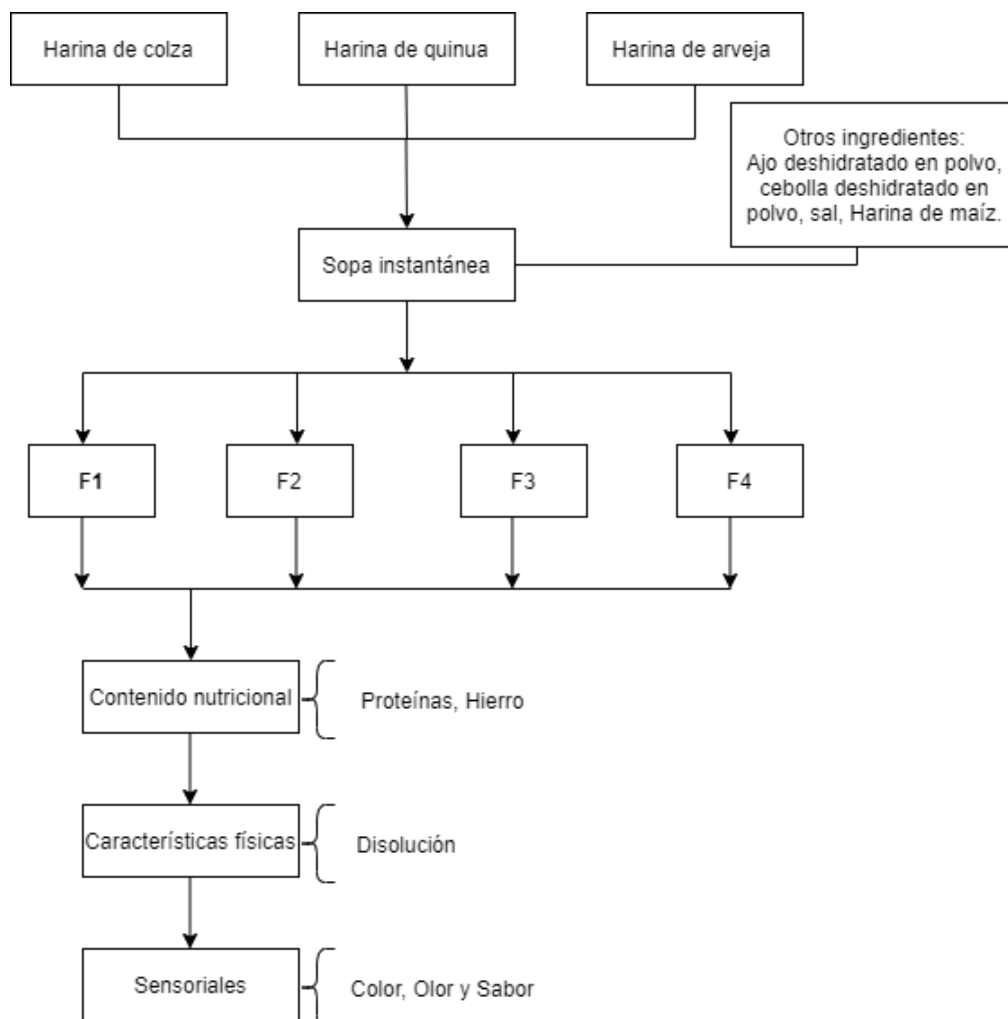 Harina de colza
Harina de quinua
Harina de arveja
Otros ingredientes:
Ajo deshidratado en polvo,
cebolla deshidratado en
polvo, sal, Harina de maíz.
Sopa instantánea
F1
F2
F3
F4
Contenido nutricional
Proteínas, Hierro
Característícas físicas
Disolución
Sensoriales
Color, Olor y Sabor